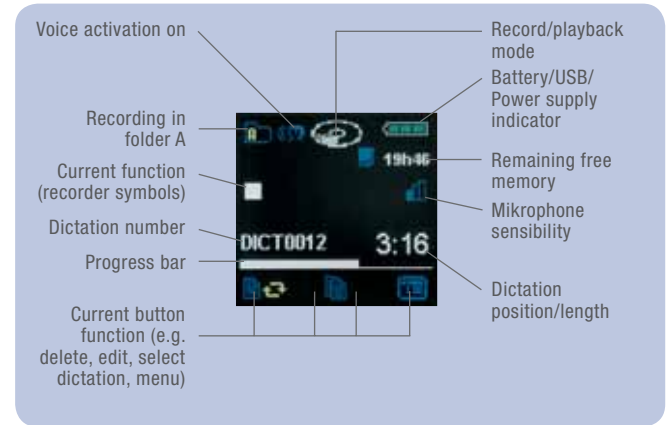 Voice activation on
Recording in
folder A
Current function
(recorder symbols)
Dictation number
Progress bar
Current button
function (e.g.
delete, edit, select
dictation, menu)
A
19h46
DICT0012
3:16
Record/playback
mode
Battery/USB/
Power supply
indicator
Remaining free
memory
Mikrophone
sensibility
Dictation
position/length